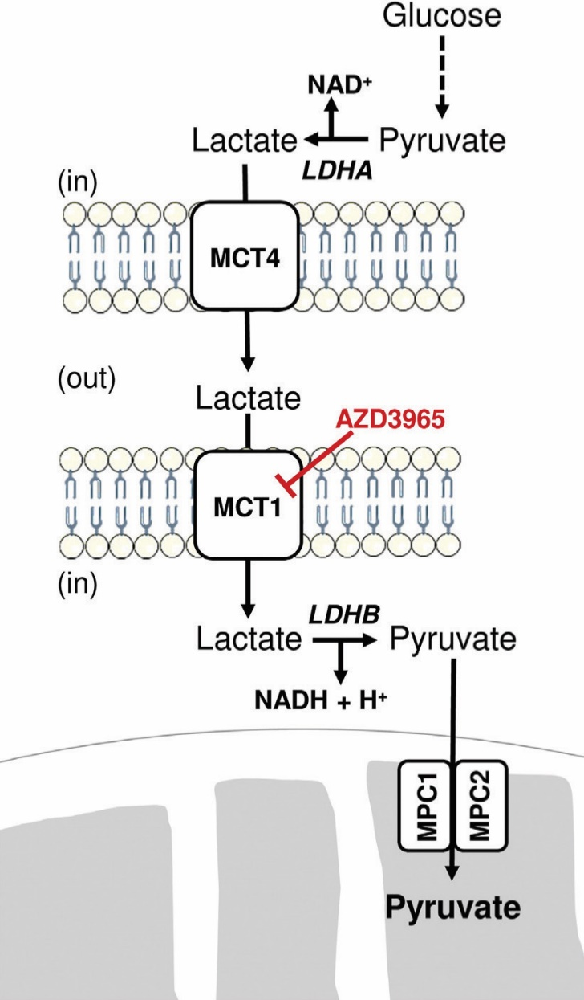 Glucose
NAD⁺
Lactate Pyruvate
LDHA
(in)
MCT4
(out)
Lactate
AZD3965
MCT1
(in)
LDHB
Lactate Pyruvate
NADH + H⁺
MPC1 MPC2
Pyruvate